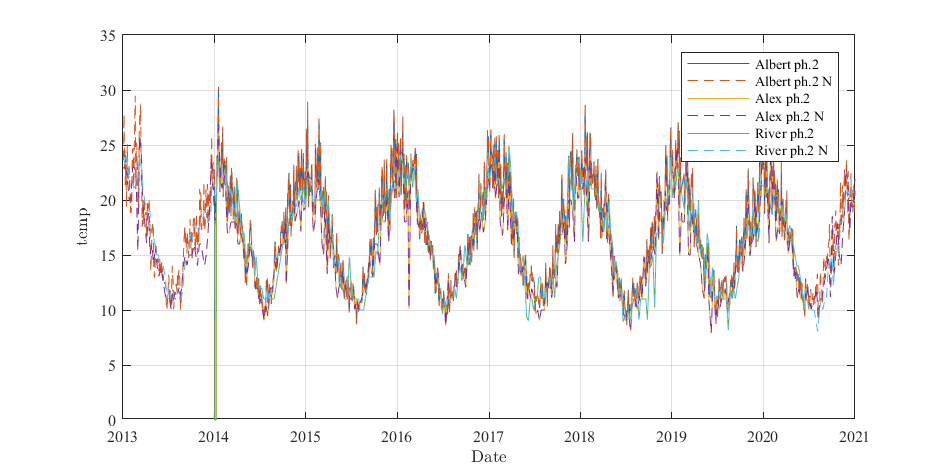 35
30
25
20
15
10
5
0
temp
2013 2014 2015 2016 2017 2018 2019 2020 2021
Date
Albert ph.2
Albert ph.2 N
Alex ph.2
Alex ph.2 N
River ph.2
River ph.2 N